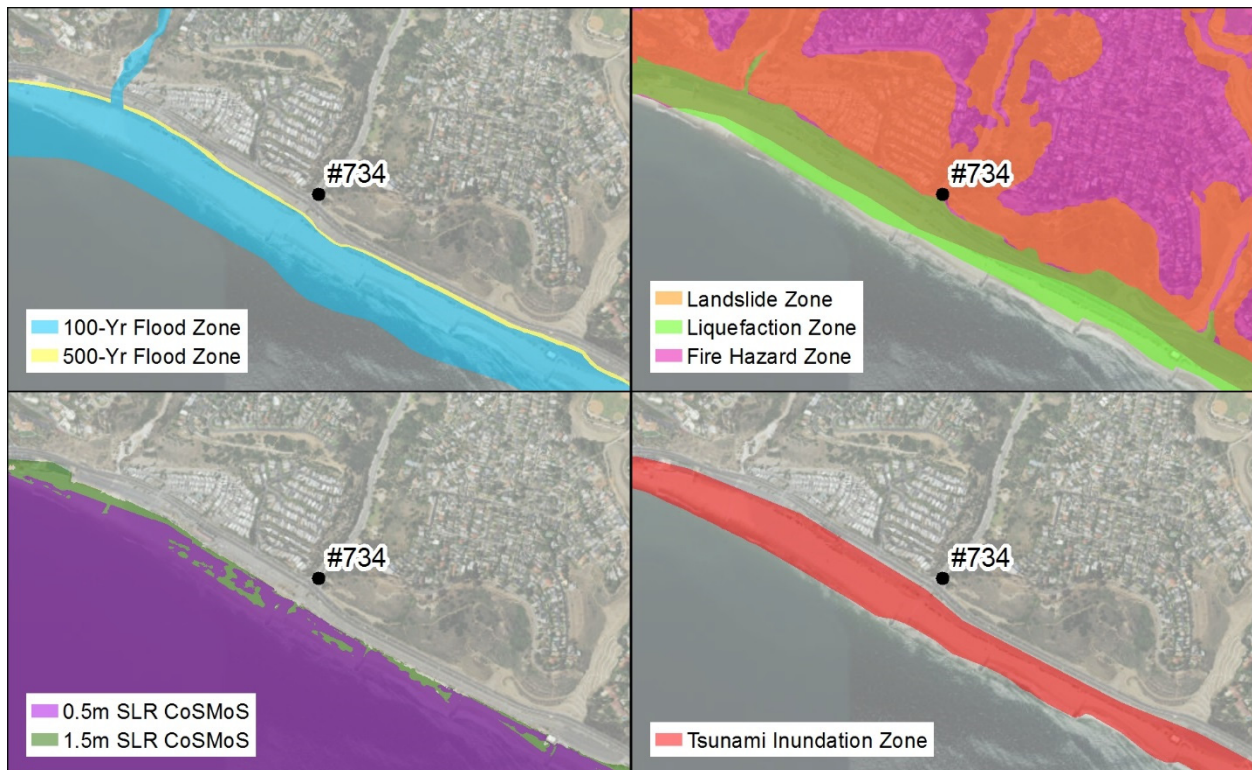 #734
100-Yr Flood Zone
500-Yr Flood Zone
#734
Landslide Zone
Liquefaction Zone
Fire Hazard Zone
#734
0.5m SLR CoSMoS
1.5m SLR CoSMoS
#734
Tsunami Inundation Zone